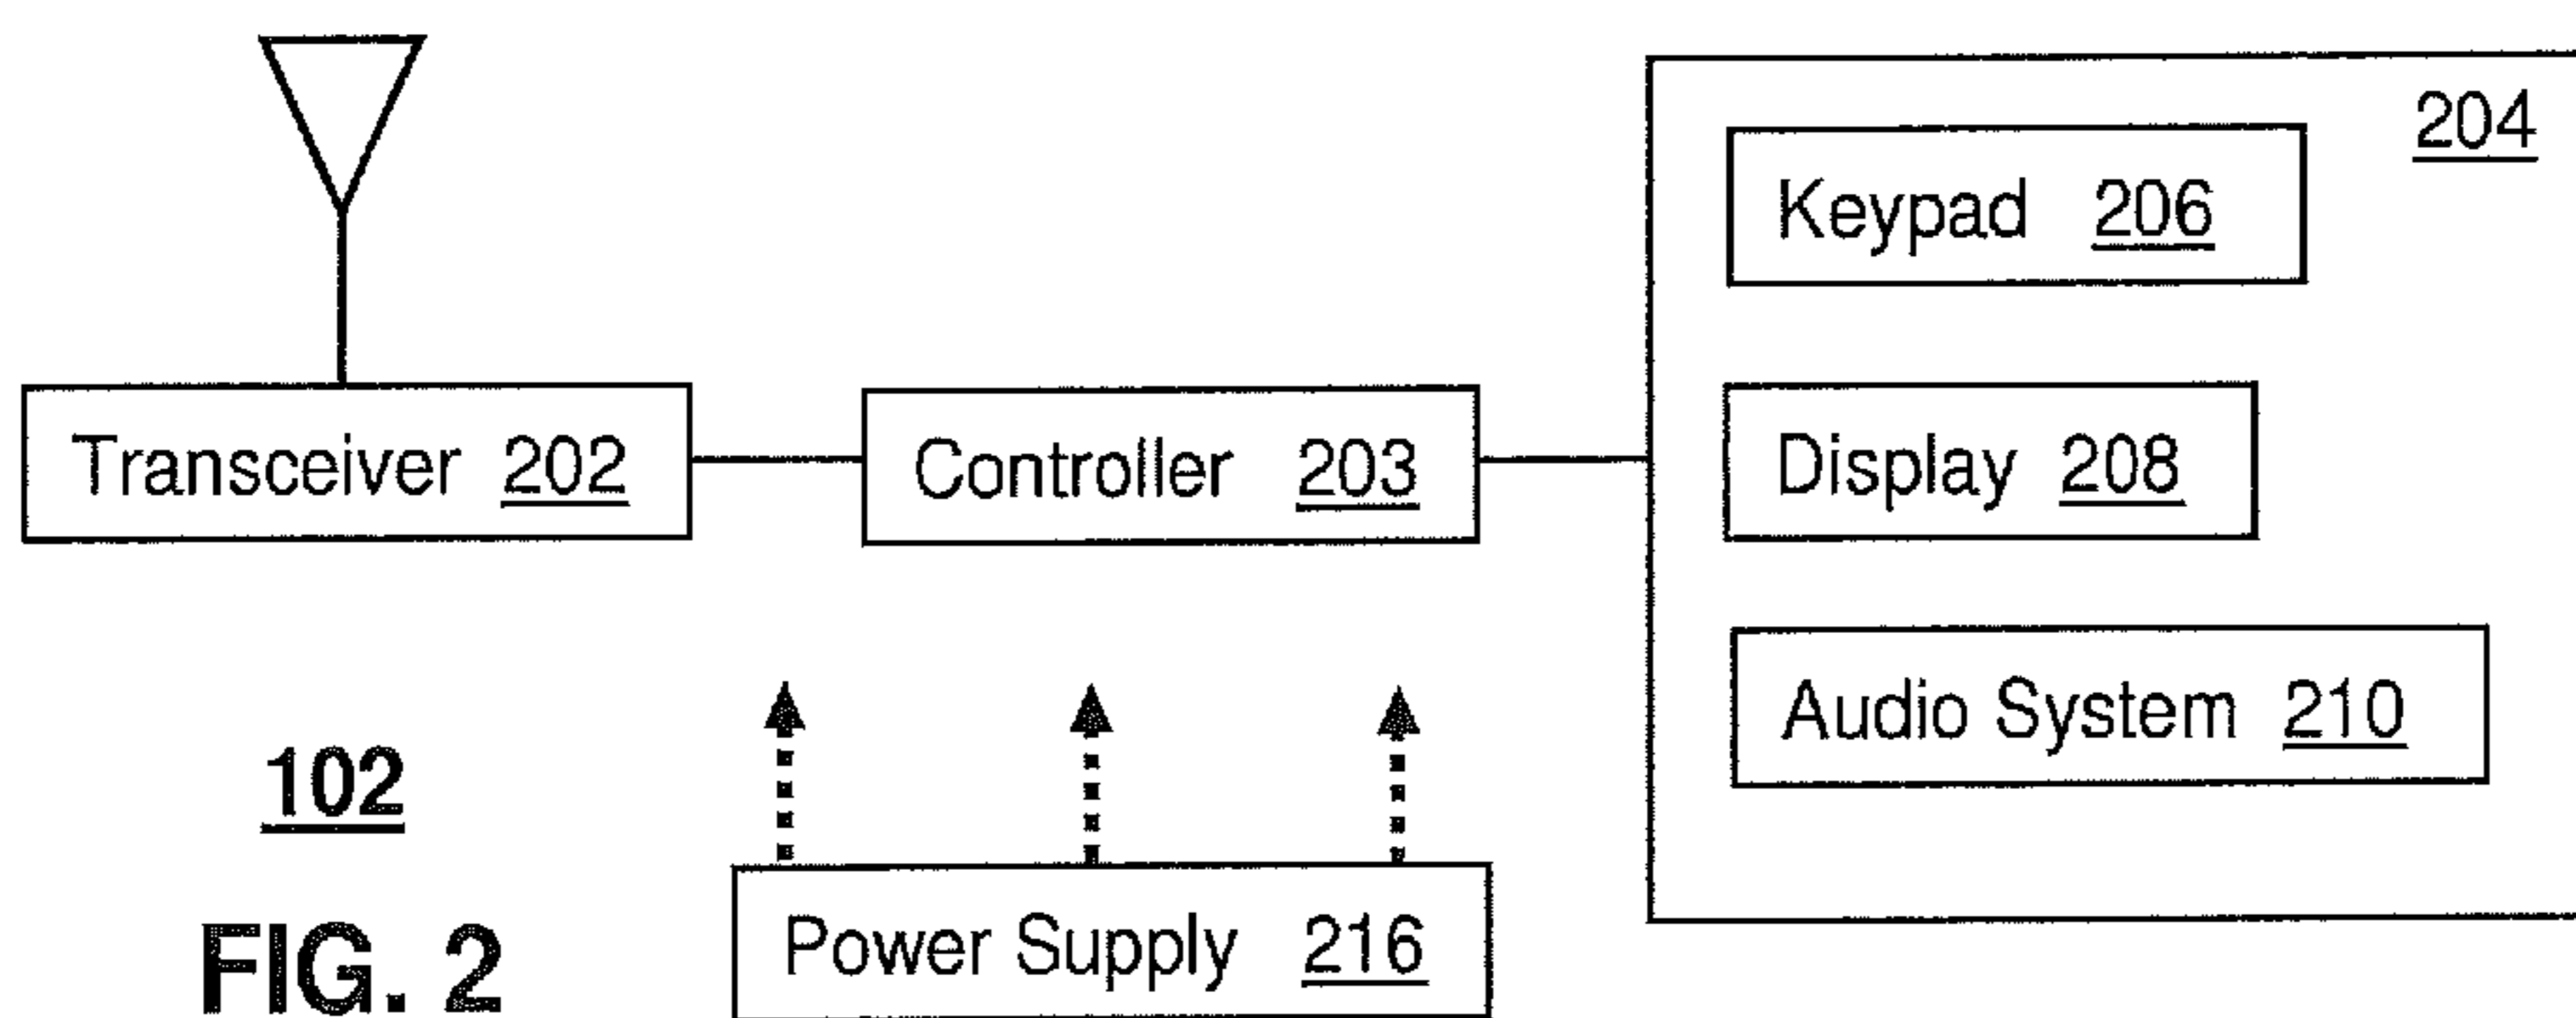 204
Keypad 206
Transceiver 202
Controller 203
Display 208
Audio System 210
102
Power Supply 216
FIG. 2